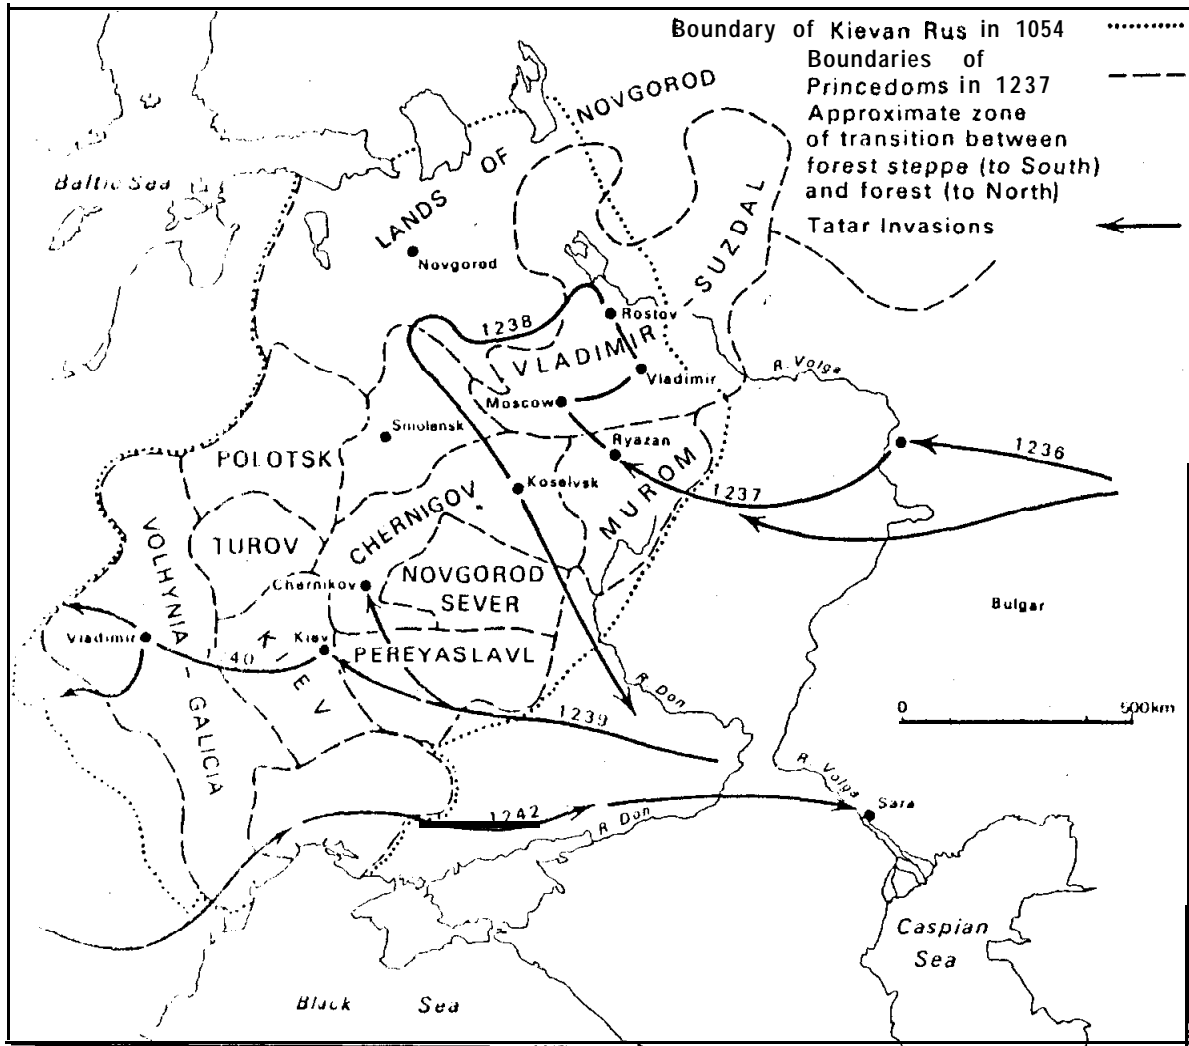 Boundary of Kievan Rus in 1054
Boundaries of
Princedoms in 1237
Approximate zone
of transition between
forest steppe (to South)
and forest (to North)
Tatar Invasions
LANDS OF NOVGOROD
Baltic Sea
Novgorod
SUZDAL
1238
Rostov
VLADIMIR
R. Volga
Vladimir
Moscow
Smolensk
Ryazan
1236
POLOTSK
Koselvsk
1237
MUROM
CHERNIGOV
VOLHYNIA - GALICIA
TUROV
Chernikov
NOVGOROD
SEVER
Bulgar
Vladimir
Kiev
KIEV
40
PEREYASLAVL
R. Don
0
500km
1239
R. Volga
Sara
1242
R. Don
Caspian
Sea
Black Sea